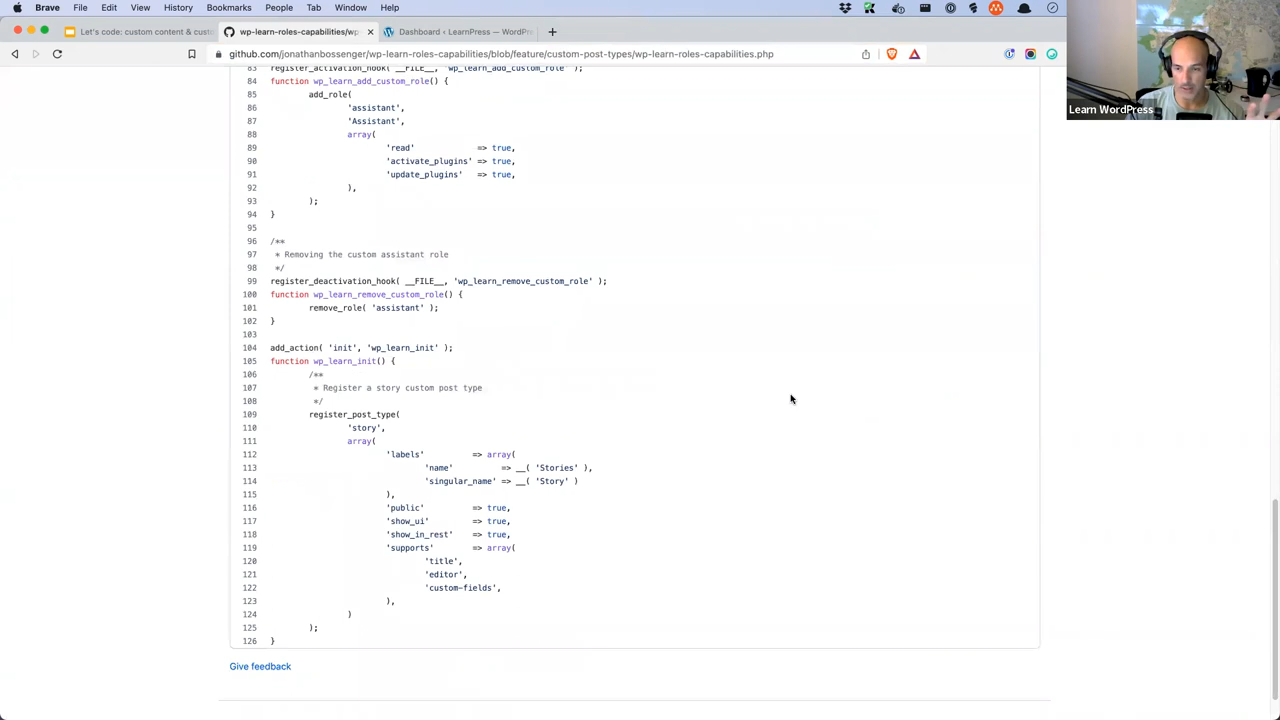 Brave File Edit View History Bookmarks People Tab Window Help
Let's code: custom content & custo
wp-learn-roles-capabilities/wp-
Dashboard ‹ LearnPress — WordPre
github.com/jonathanbossenger/wp-learn-roles-capabilities/blob/feature/custom-post-types/wp-learn-roles-capabilities.php
Learn WordPress
83 register_activation_hook( __FILE__, 'wp_learn_add_custom_role' );
84 function wp_learn_add_custom_role() {
85 add_role(
86 'assistant',
87 'Assistant',
88 array(
89 'read' => true,
90 'activate_plugins' => true,
91 'update_plugins' => true,
92 ),
93 );
94 }
95
96 /**
97 * Removing the custom assistant role
98 */
99 register_deactivation_hook( __FILE__, 'wp_learn_remove_custom_role' );
100 function wp_learn_remove_custom_role() {
101 remove_role( 'assistant' );
102 }
103
104 add_action( 'init', 'wp_learn_init' );
105 function wp_learn_init() {
106 /**
107 * Register a story custom post type
108 */
109 register_post_type(
110 'story',
111 array(
112 'labels' => array(
113 'name' => __( 'Stories' ),
114 'singular_name' => __( 'Story' )
115 ),
116 'public' => true,
117 'show_ui' => true,
118 'show_in_rest' => true,
119 'supports' => array(
120 'title',
121 'editor',
122 'custom-fields',
123 ),
124 )
125 );
126 }
Give feedback